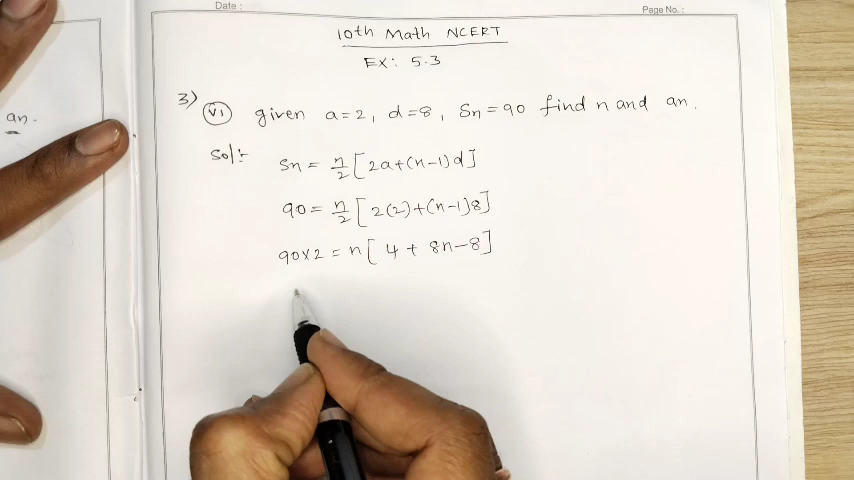 Date :
Page No. :
10th Math NCERT
EX: 5.3
an.
3) (vi) given a=2, d=8, Sn=90 find n and an.
Sol:-
Sn = n/2 [2a+(n-1)d]
90 = n/2 [2(2)+(n-1)8]
90×2 = n[4 + 8n-8]